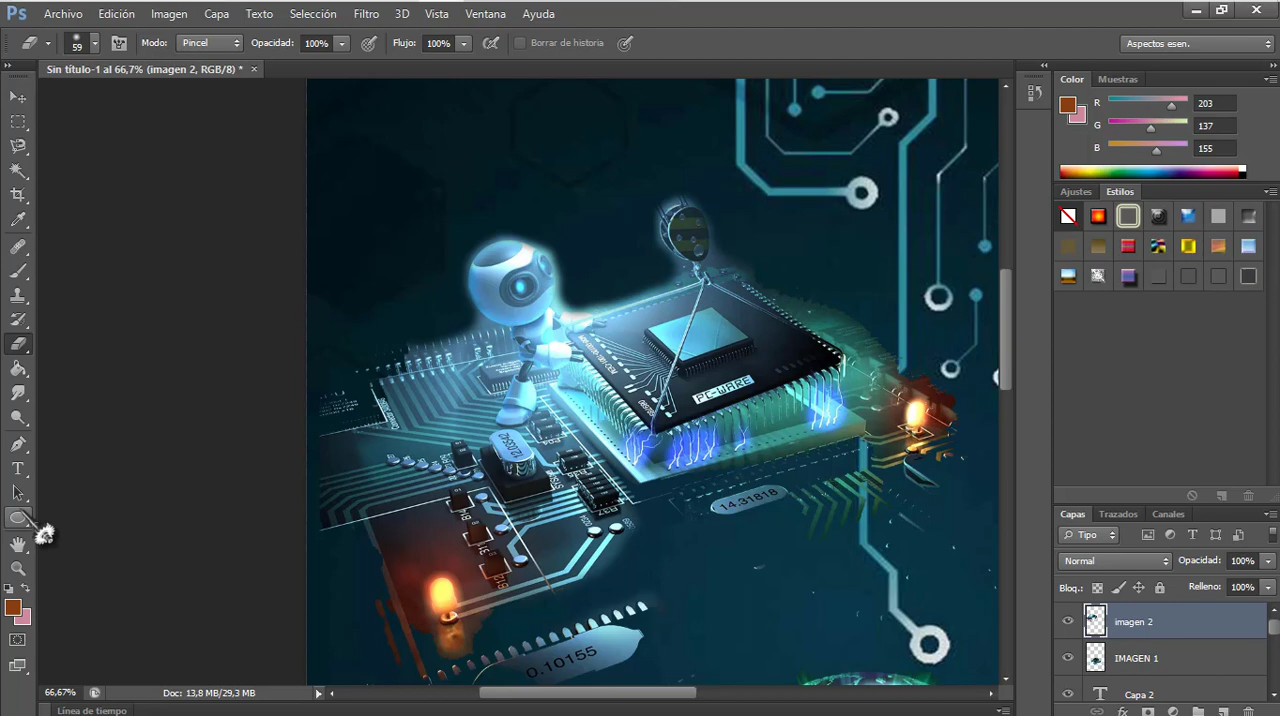 Ps Archivo Edición Imagen Capa Texto Selección Filtro 3D Vista Ventana Ayuda
59 Modo: Pincel Opacidad: 100% Flujo: 100% Borrar de historia Aspectos esen.
Sin título-1 al 66,7% (imagen 2, RGB/8) * ×
Color Muestras
R 203
G 137
B 155
Ajustes Estilos
PC-WARE
12.03542
14.31818
0.10155
Capas Trazados Canales
Tipo
Normal Opacidad: 100%
Bloq.: Relleno: 100%
imagen 2
IMAGEN 1
T Capa 2
66,67% Doc: 13,8 MB/29,3 MB
Línea de tiempo